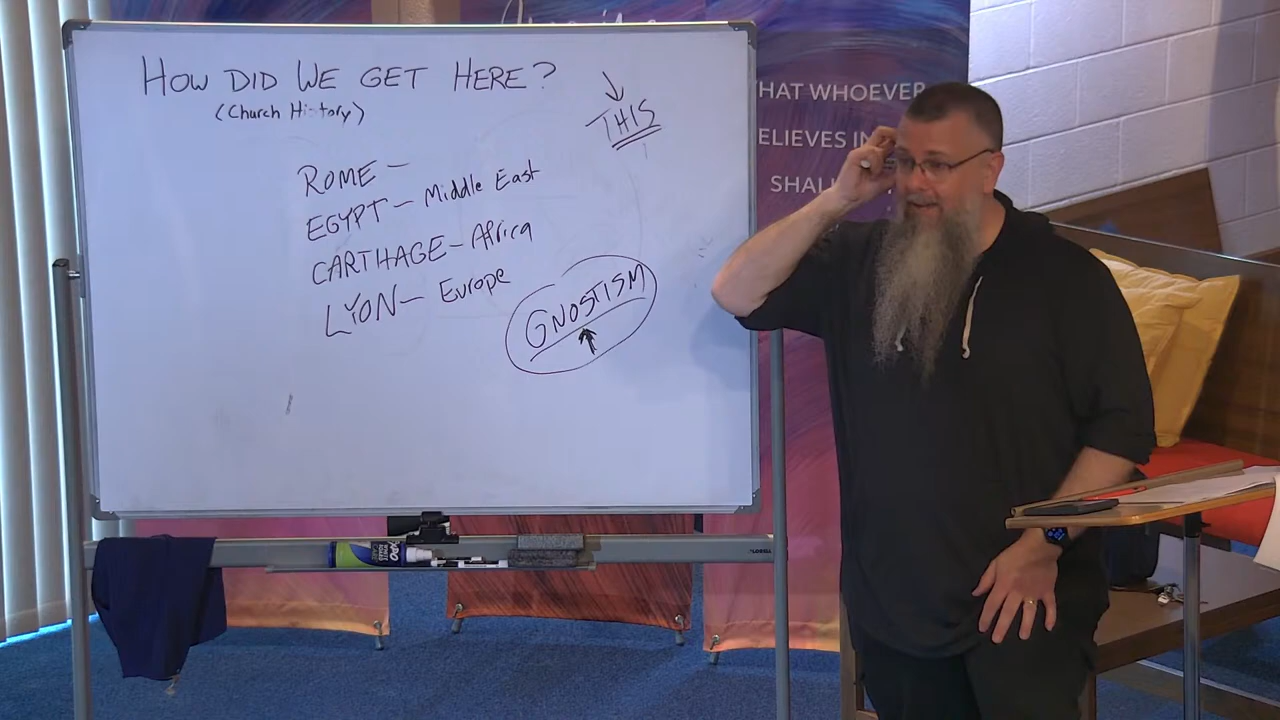 HOW DID WE GET HERE?
(Church History)
THIS
ROME -
EGYPT - Middle East
CARTHAGE - Africa
LYON - Europe
GNOSTISM
HAT WHOEVER
ELIEVES IN
SHAL
EXPO